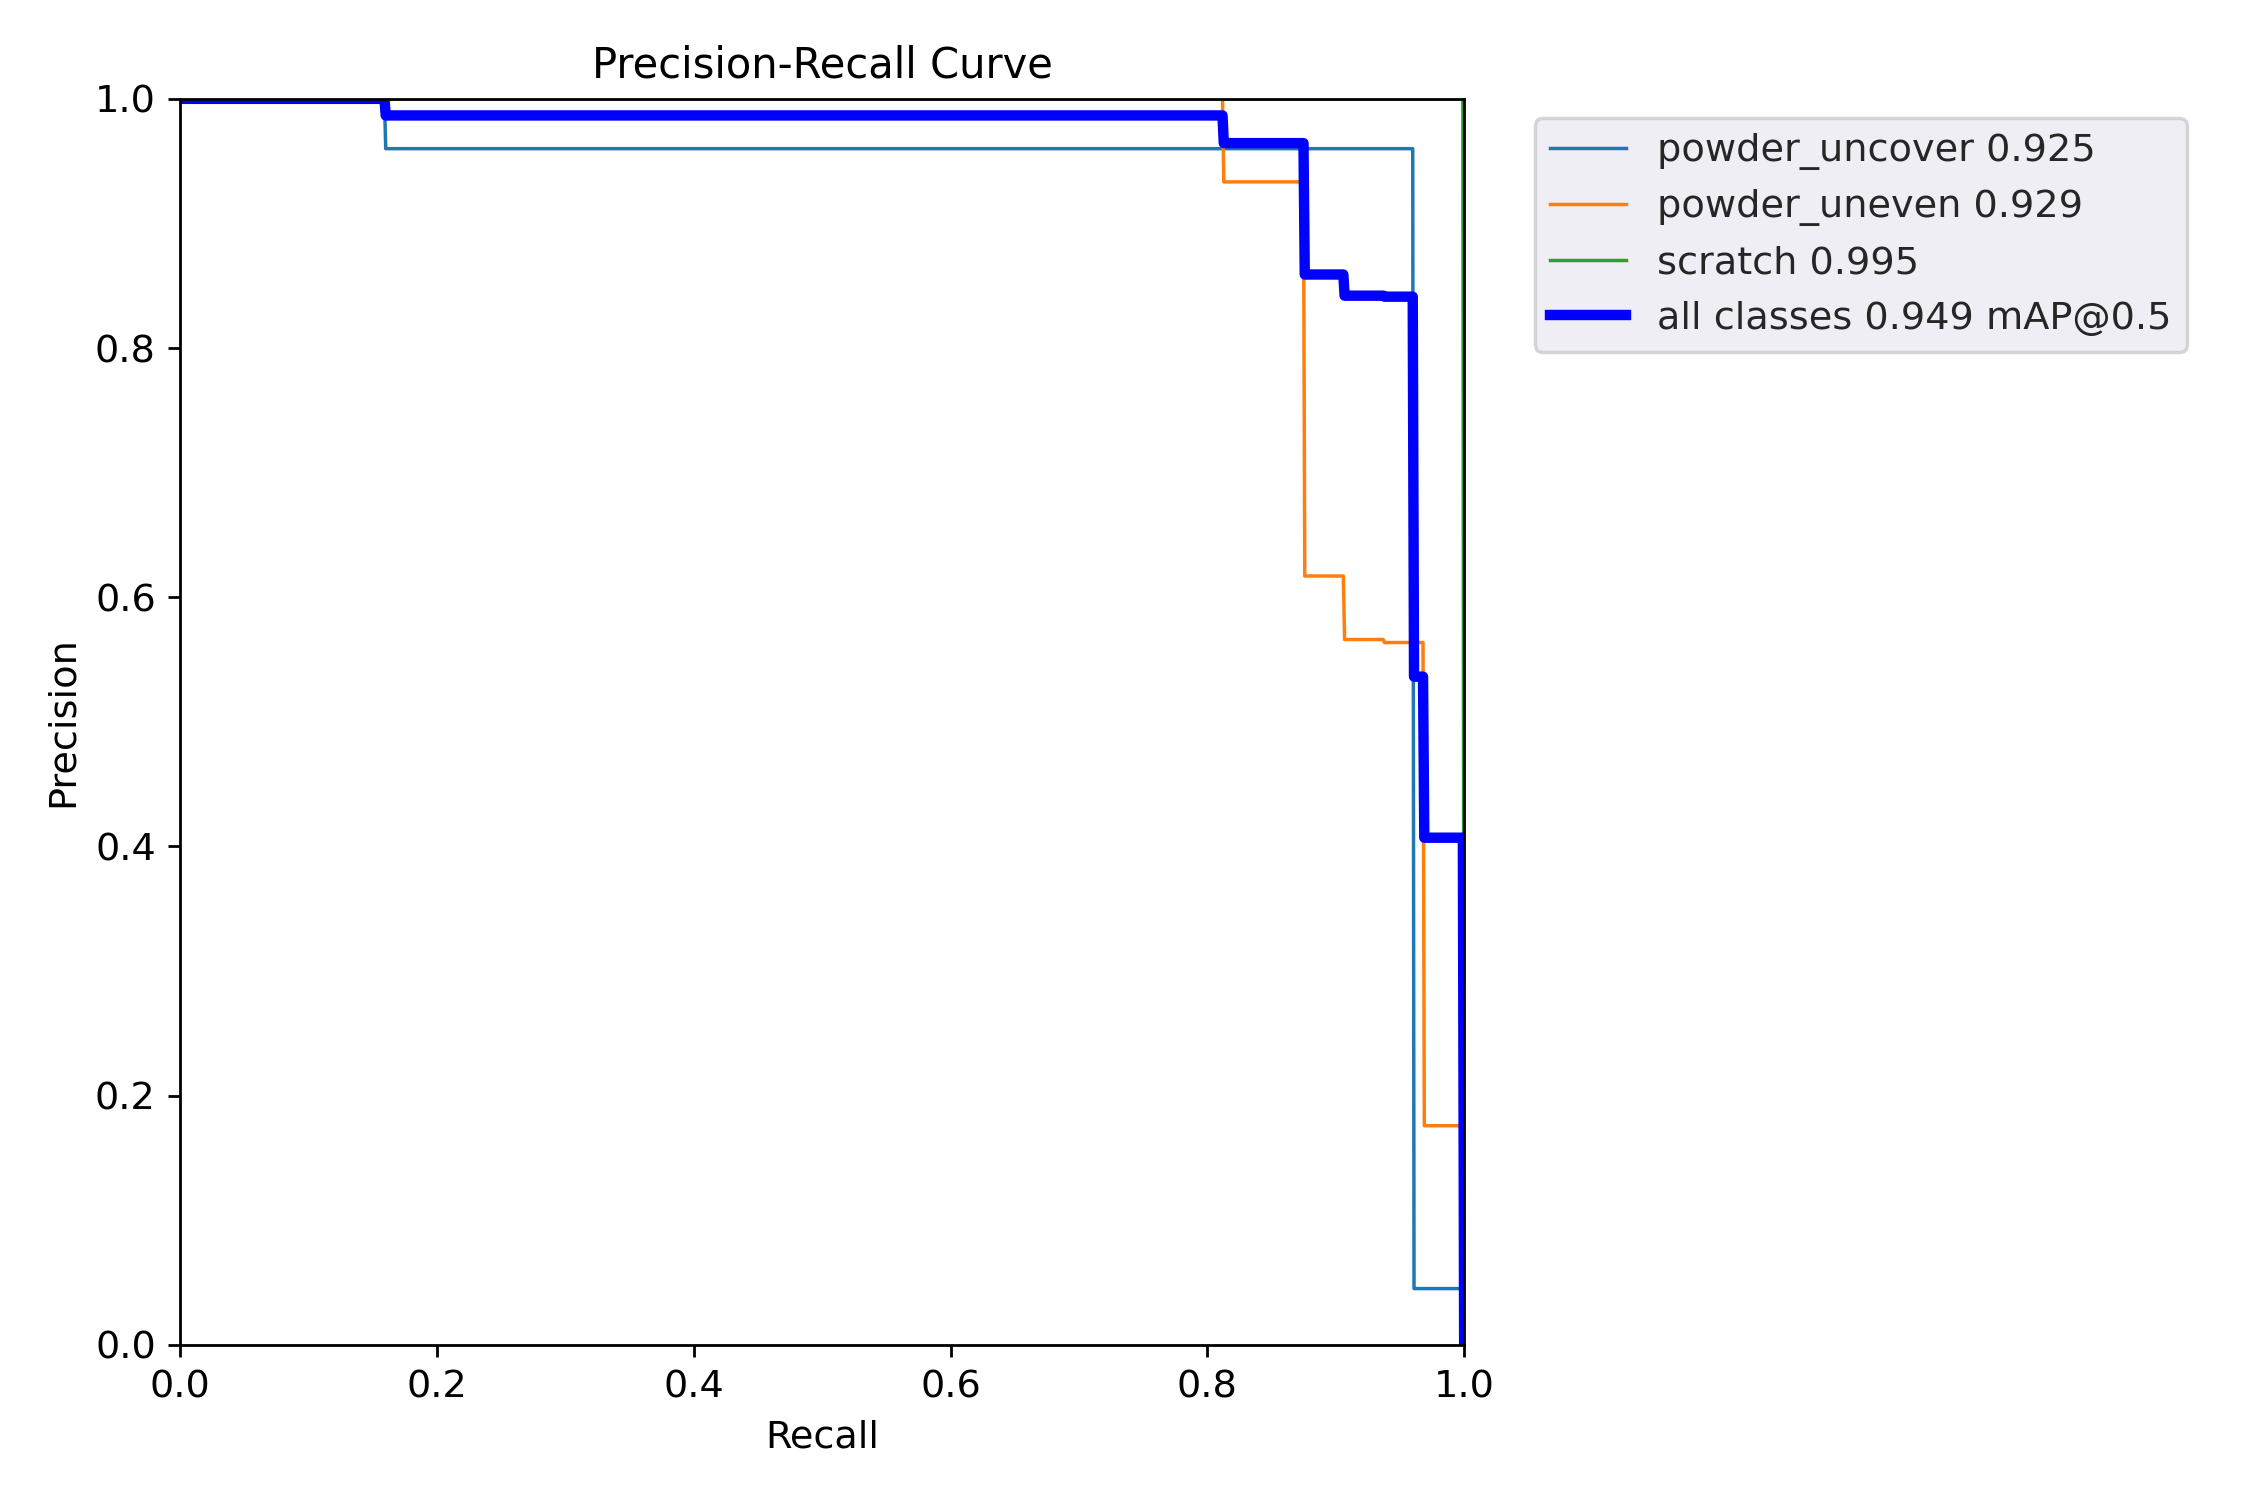 Precision-Recall Curve
1.0
0.8
0.6
0.4
0.2
0.0
Precision
0.0 0.2 0.4 0.6 0.8 1.0
Recall
powder_uncover 0.925
powder_uneven 0.929
scratch 0.995
all classes 0.949 mAP@0.5